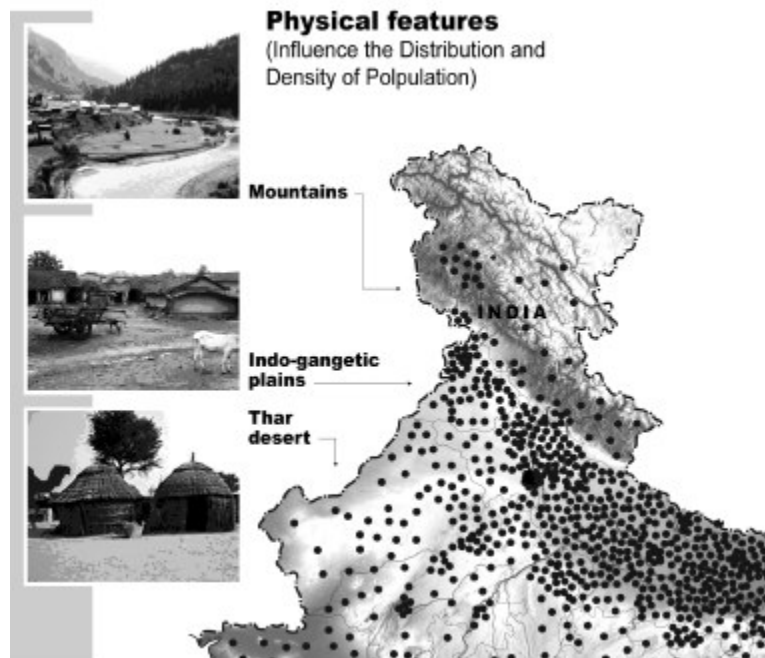 Physical features
(Influence the Distribution and
Density of Polpulation)
Mountains
INDIA
Indo-gangetic
plains
Thar
desert